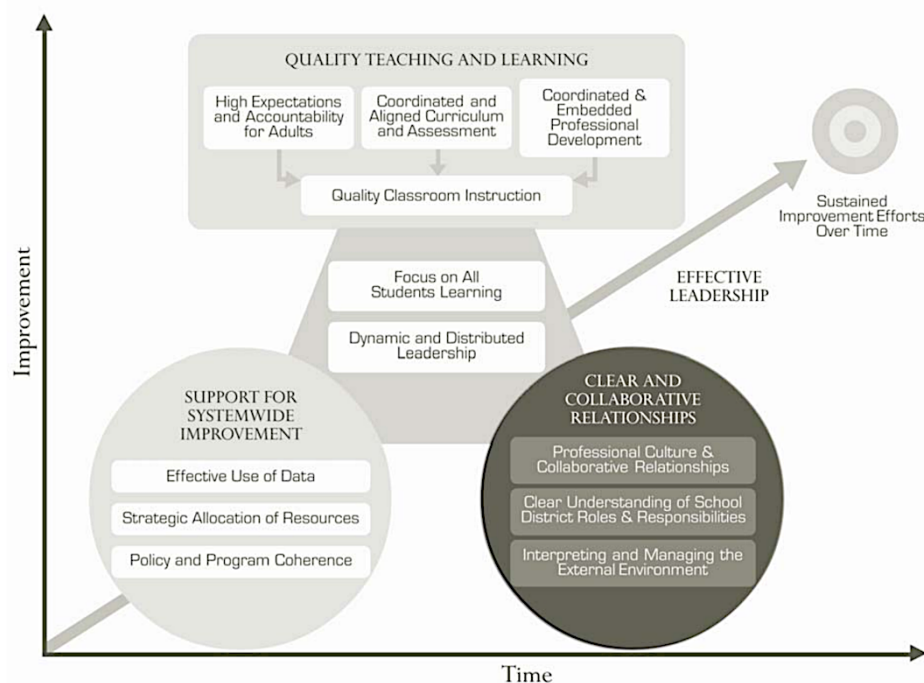 QUALITY TEACHING AND LEARNING
High Expectations
and Accountability
for Adults
Coordinated and
Aligned Curriculum
and Assessment
Coordinated &
Embedded
Professional
Development
Quality Classroom Instruction
Sustained
Improvement Efforts
Over Time
Focus on All
Students Learning
Dynamic and Distributed
Leadership
EFFECTIVE
LEADERSHIP
SUPPORT FOR
SYSTEMWIDE
IMPROVEMENT
Effective Use of Data
Strategic Allocation of Resources
Policy and Program Coherence
CLEAR AND
COLLABORATIVE
RELATIONSHIPS
Professional Culture &
Collaborative Relationships
Clear Understanding of School
District Roles & Responsibilities
Interpreting and Managing the
External Environment
Improvement
Time